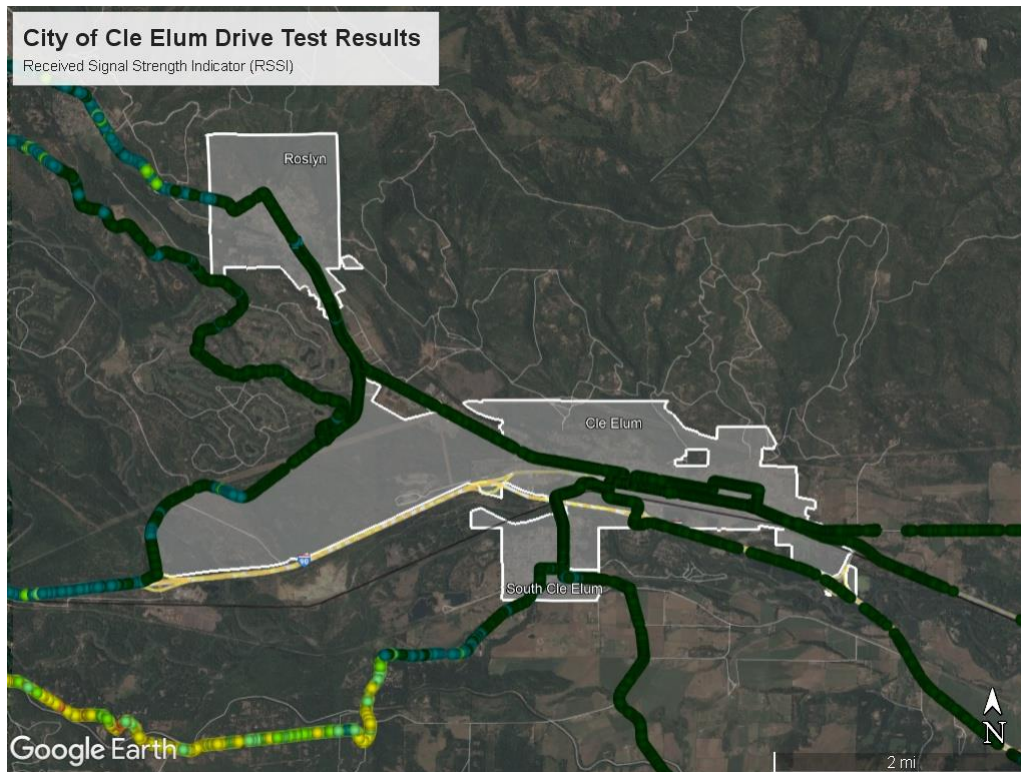 City of Cle Elum Drive Test Results
Received Signal Strength Indicator (RSSI)
Roslyn
Cle Elum
90
South Cle Elum
Google Earth
N
2 mi